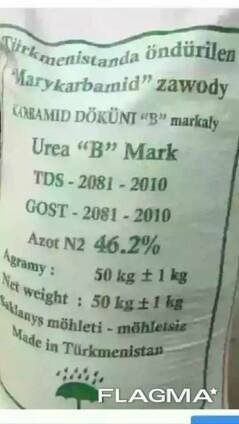 Türkmenistanda öndürilen
"Marykarbamid" zawody
KARBAMID DÖKÜNI "B" markaly
Urea "B" Mark
TDS - 2081 - 2010
GOST - 2081 - 2010
Azot N2 46.2%
Agramy : 50 kg ± 1 kg
Net weight : 50 kg ± 1 kg
Saklanys möhleti - möhletsiz
Made in Türkmenistan
FLAGMA